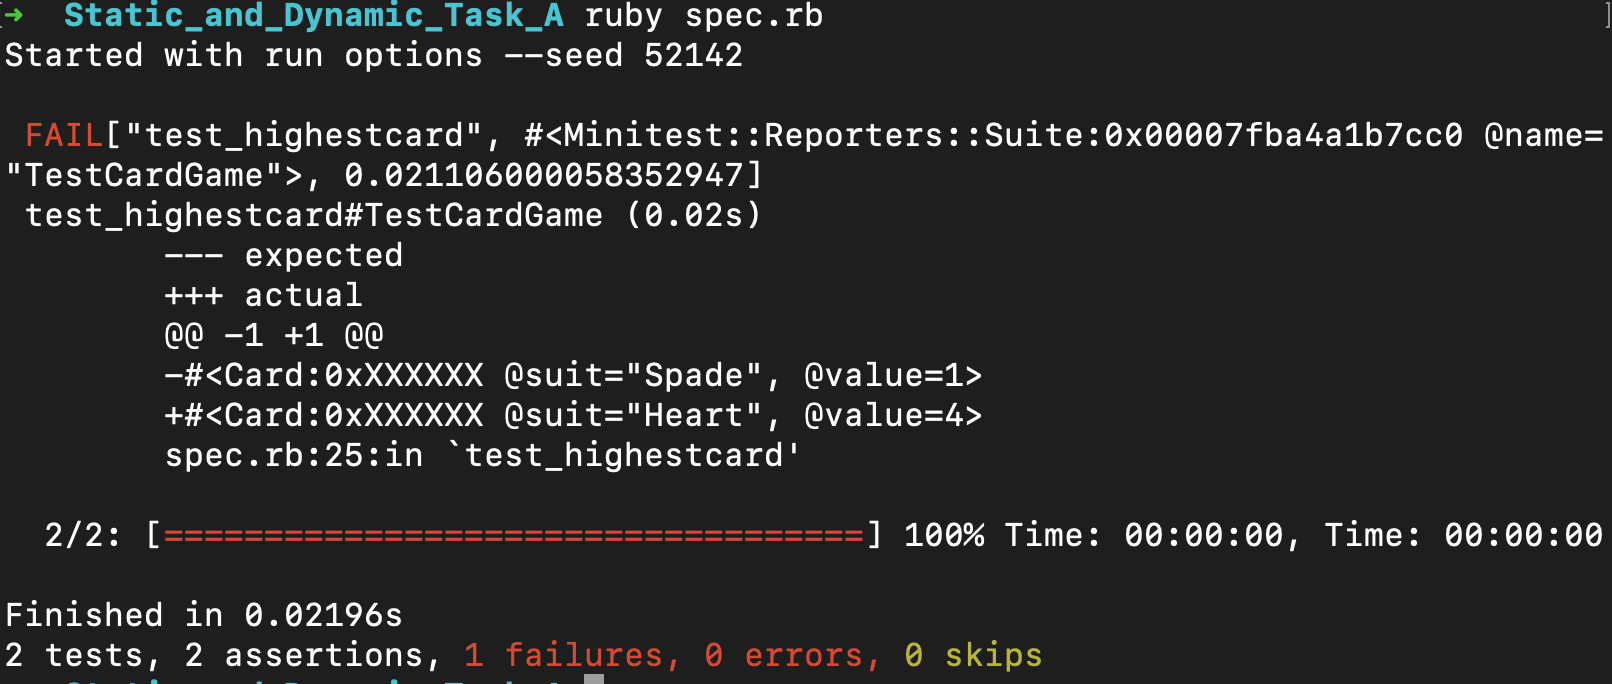 ➜  Static_and_Dynamic_Task_A ruby spec.rb
Started with run options --seed 52142
FAIL["test_highestcard", #<Minitest::Reporters::Suite:0x00007fba4a1b7cc0 @name=
"TestCardGame">, 0.021106000058352947]
test_highestcard#TestCardGame (0.02s)
--- expected
+++ actual
@@ -1 +1 @@
-#<Card:0xXXXXXX @suit="Spade", @value=1>
+#<Card:0xXXXXXX @suit="Heart", @value=4>
spec.rb:25:in `test_highestcard'
2/2: [===================================] 100% Time: 00:00:00, Time: 00:00:00
Finished in 0.02196s
2 tests, 2 assertions, 1 failures, 0 errors, 0 skips